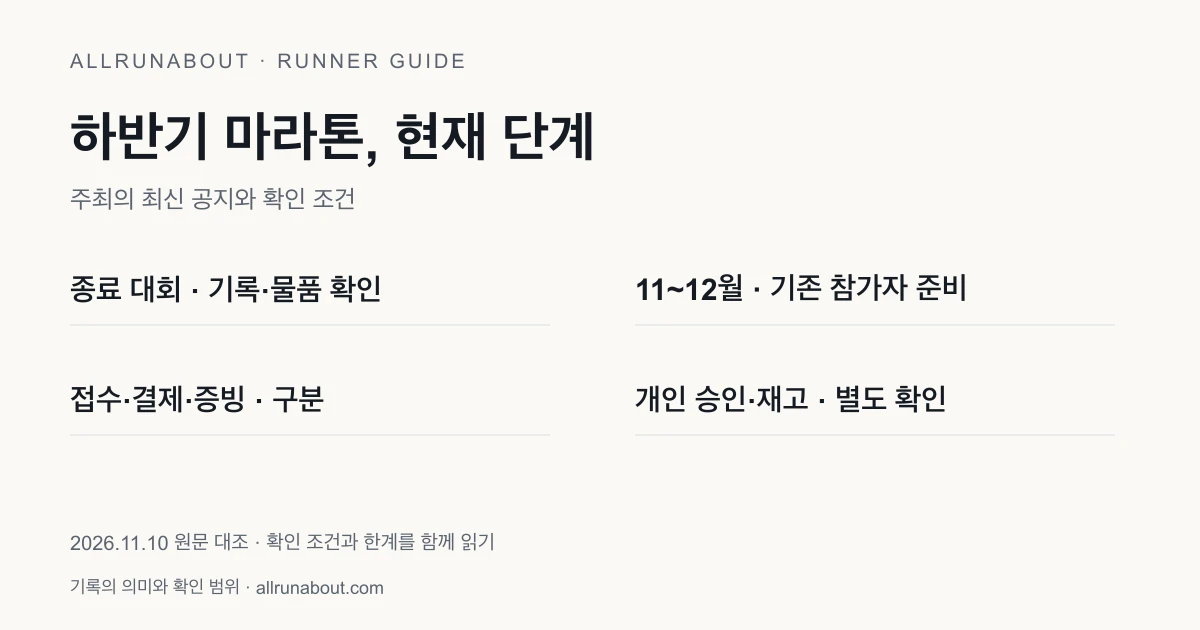 ALLRUNABOUT · RUNNER GUIDE
하반기 마라톤, 현재 단계
주최의 최신 공지와 확인 조건
종료 대회 · 기록·물품 확인
11~12월 · 기존 참가자 준비
접수·결제·증빙 · 구분
개인 승인·재고 · 별도 확인
2026.11.10 원문 대조 · 확인 조건과 한계를 함께 읽기
기록의 의미와 확인 범위 · allrunabout.com